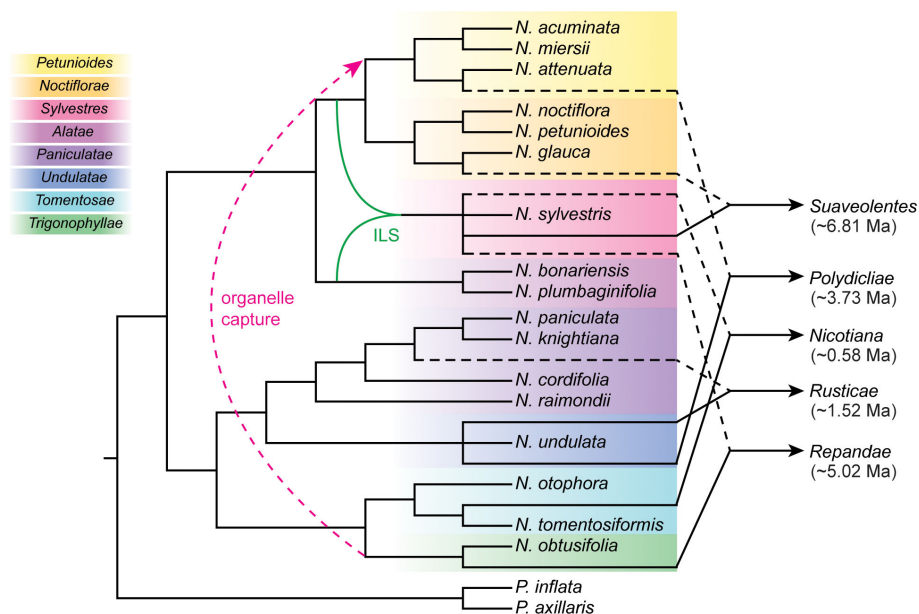 Petunioides
Noctiflorae
Sylvestres
Alatae
Paniculatae
Undulatae
Tomentosae
Trigonophyllae
organelle
capture
ILS
N. acuminata
N. miersii
N. attenuata
N. noctiflora
N. petunioides
N. glauca
N. sylvestris
N. bonariensis
N. plumbaginifolia
N. paniculata
N. knightiana
N. cordifolia
N. raimondii
N. undulata
N. otophora
N. tomentosiformis
N. obtusifolia
P. inflata
P. axillaris
Suaveolentes
(~6.81 Ma)
Polydicliae
(~3.73 Ma)
Nicotiana
(~0.58 Ma)
Rusticae
(~1.52 Ma)
Repandae
(~5.02 Ma)